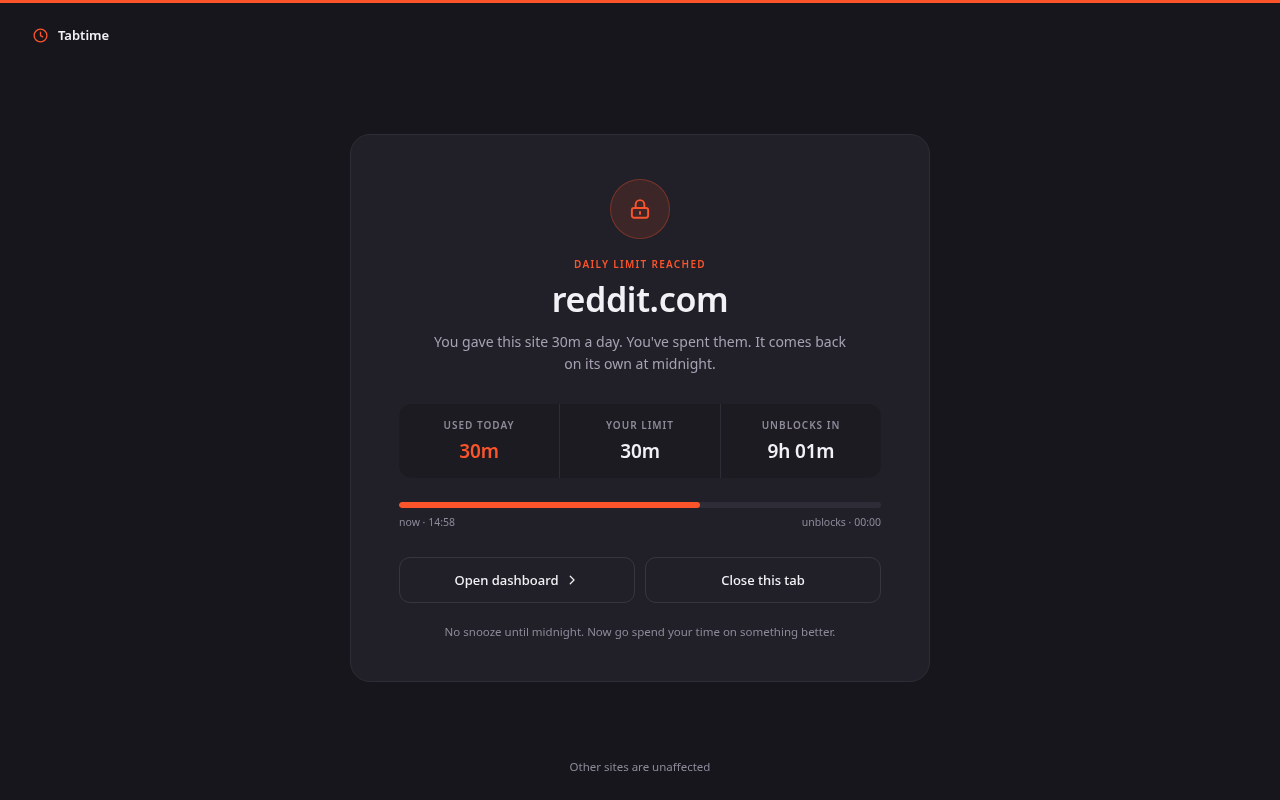 Tabtime
DAILY LIMIT REACHED
reddit.com
You gave this site 30m a day. You've spent them. It comes back
on its own at midnight.
USED TODAY
30m
YOUR LIMIT
30m
UNBLOCKS IN
9h 01m
now · 14:58
unblocks · 00:00
Open dashboard
Close this tab
No snooze until midnight. Now go spend your time on something better.
Other sites are unaffected